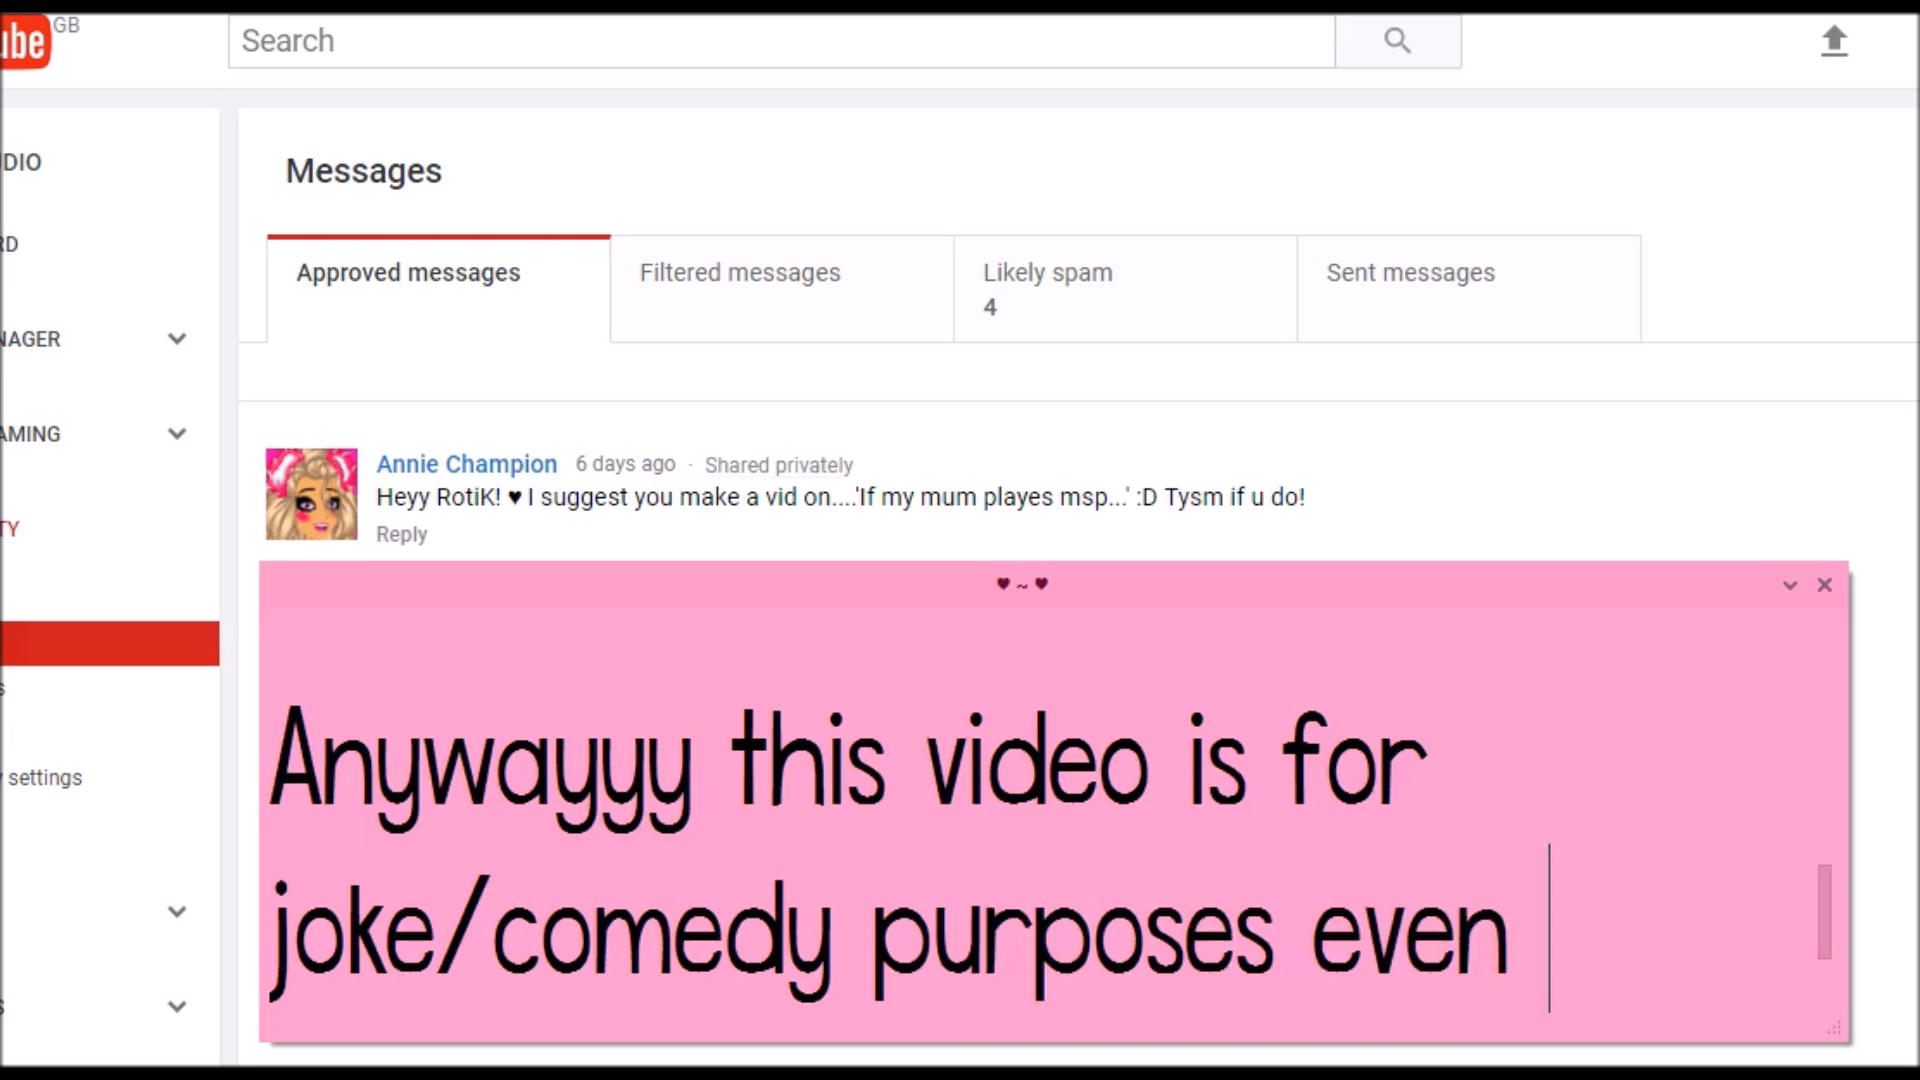 ube GB
Search
DIO
Messages
RD
Approved messages
Filtered messages
Likely spam
4
Sent messages
NAGER
AMING
Annie Champion 6 days ago · Shared privately
Heyy RotiK! ♥ I suggest you make a vid on....'If my mum playes msp...' :D Tysm if u do!
TY
Reply
♥ ~ ♥
s
Anywayyy this video is for
y settings
joke/comedy purposes even
s